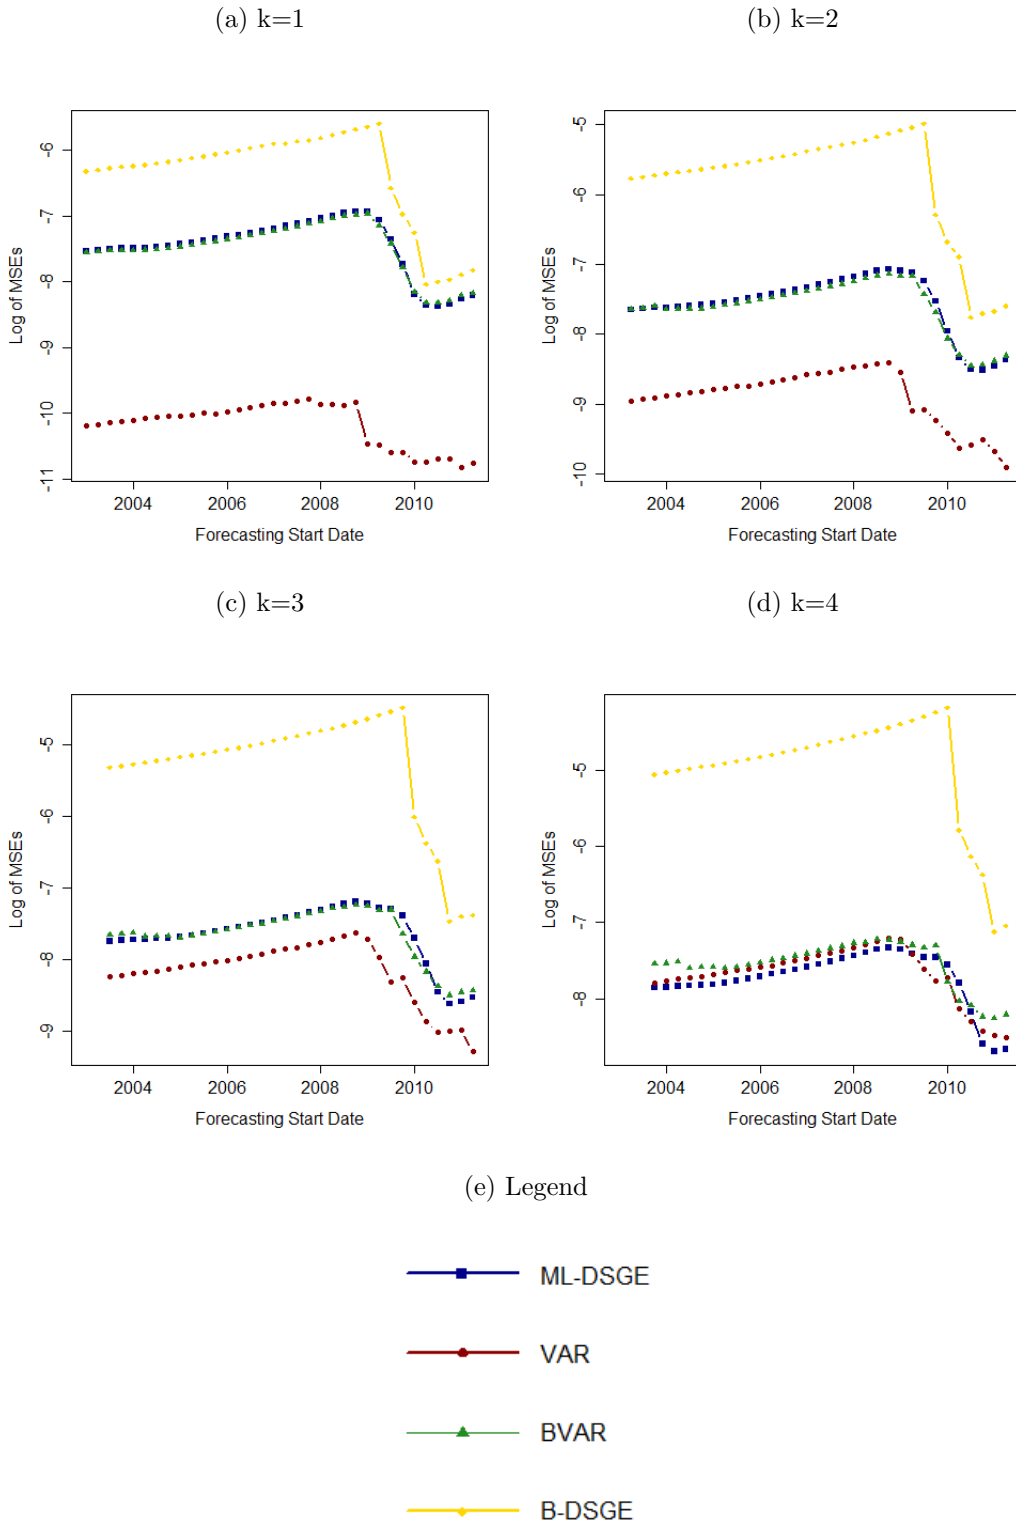 (a) k=1
-6
-7
-8
-9
-10
-11
Log of MSEs
2004 2006 2008 2010
Forecasting Start Date
(b) k=2
-5
-6
-7
-8
-9
-10
Log of MSEs
2004 2006 2008 2010
Forecasting Start Date
(c) k=3
-5
-6
-7
-8
-9
Log of MSEs
2004 2006 2008 2010
Forecasting Start Date
(d) k=4
-5
-6
-7
-8
Log of MSEs
2004 2006 2008 2010
Forecasting Start Date
(e) Legend
ML-DSGE
VAR
BVAR
B-DSGE